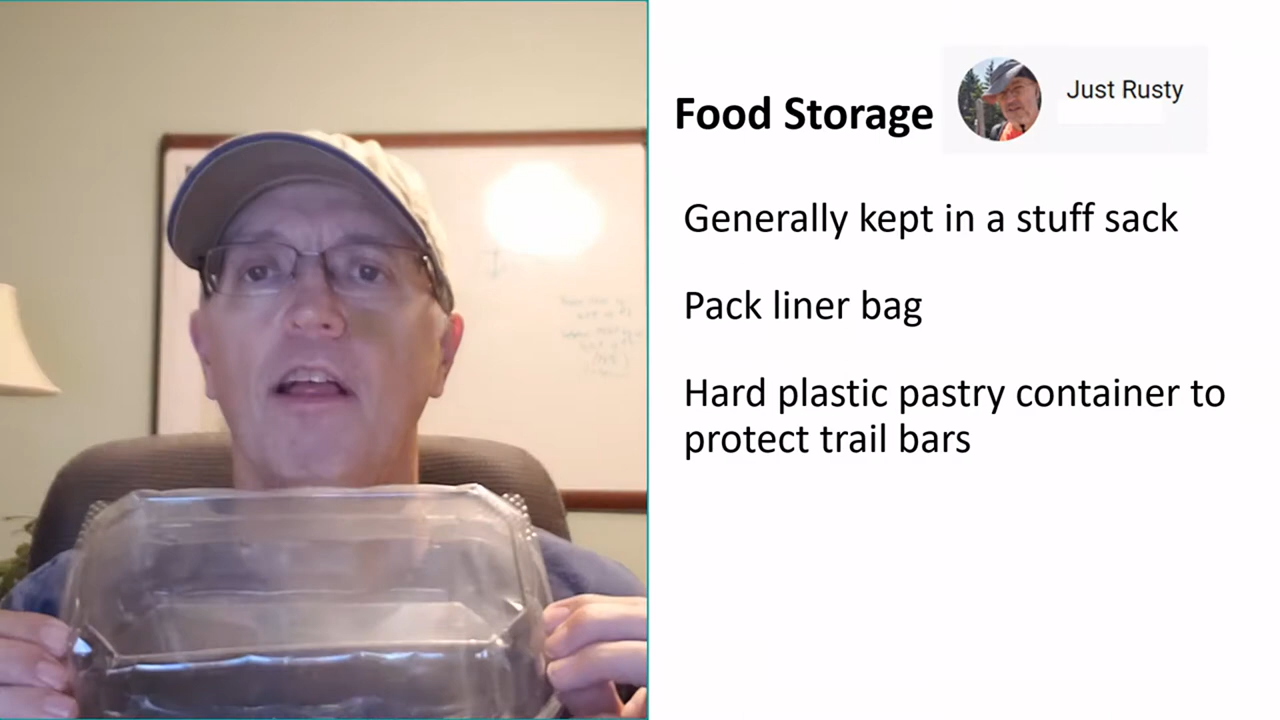 Food Storage
Just Rusty
Generally kept in a stuff sack
Pack liner bag
Hard plastic pastry container to
protect trail bars